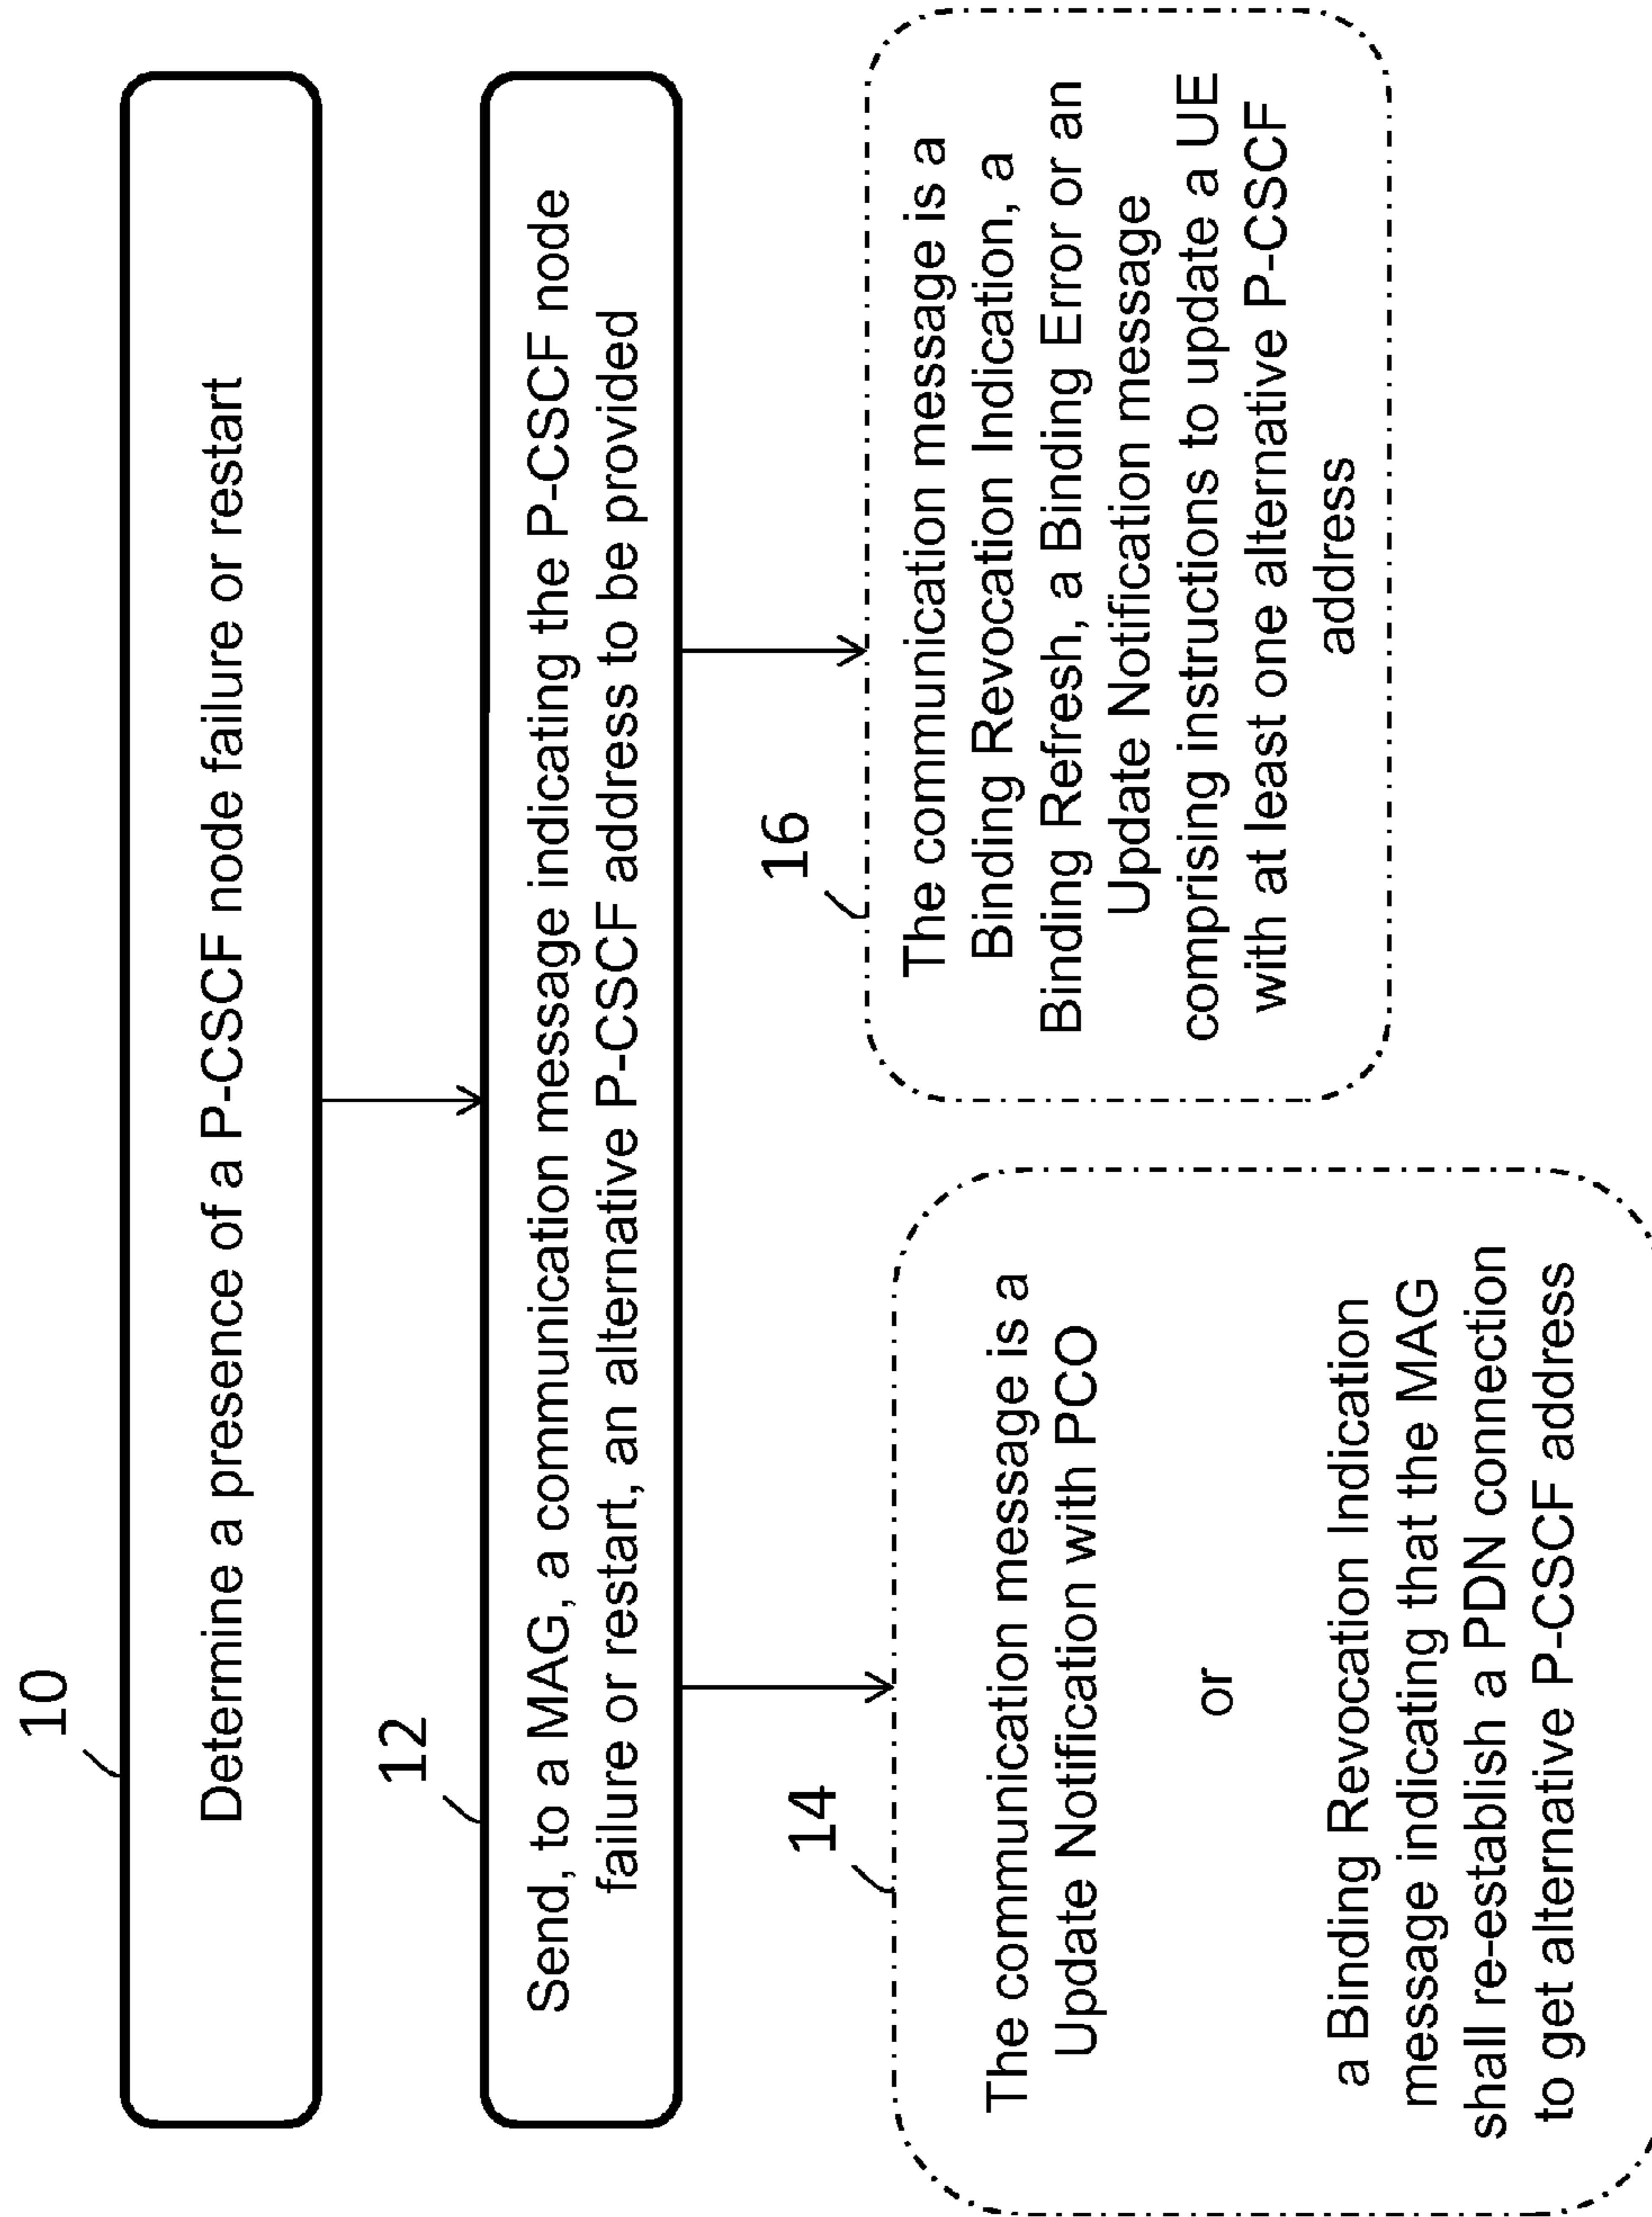 10
Determine a presence of a P-CSCF node failure or restart
12
Send, to a MAG, a communication message indicating the P-CSCF node
failure or restart, an alternative P-CSCF address to be provided
14
The communication message is a
Update Notification with PCO
or
a Binding Revocation Indication
message indicating that the MAG
shall re-establish a PDN connection
to get alternative P-CSCF address
16
The communication message is a
Binding Revocation Indication, a
Binding Refresh, a Binding Error or an
Update Notification message
comprising instructions to update a UE
with at least one alternative P-CSCF
address